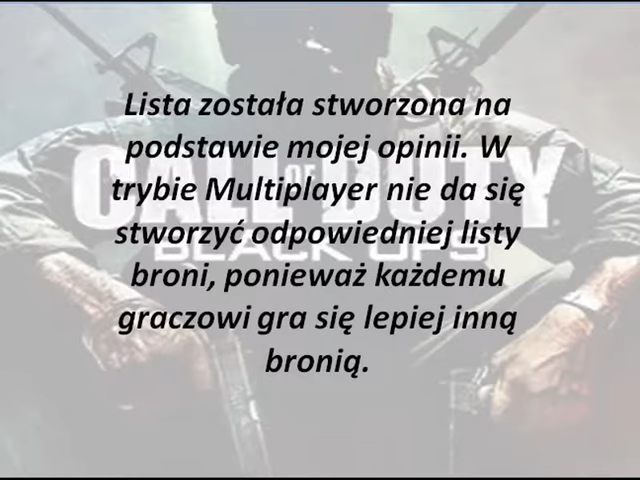 Lista została stworzona na
podstawie mojej opinii. W
trybie Multiplayer nie da się
stworzyć odpowiedniej listy
broni, ponieważ każdemu
graczowi gra się lepiej inną
bronią.
CALL OF DUTY
BLACK OPS